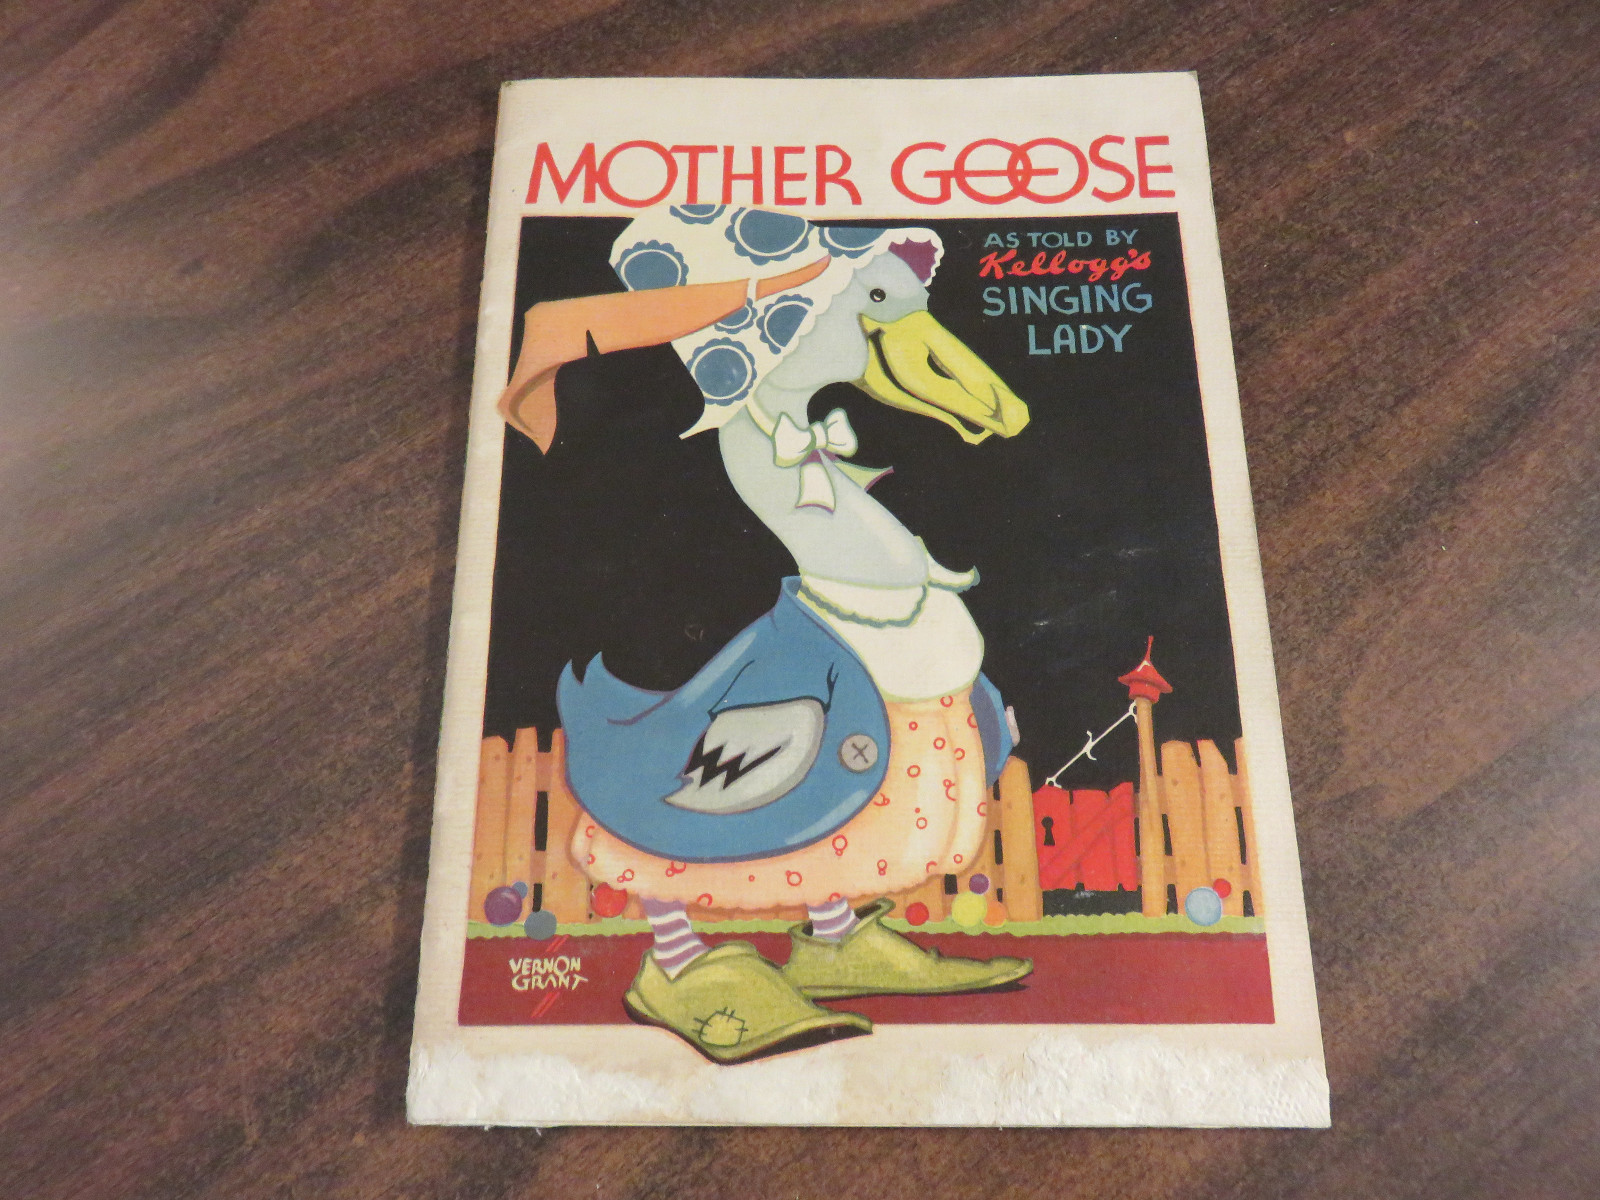 MOTHER GOOSE
AS TOLD BY
Kellogg's
SINGING
LADY
VERNON
GRANT